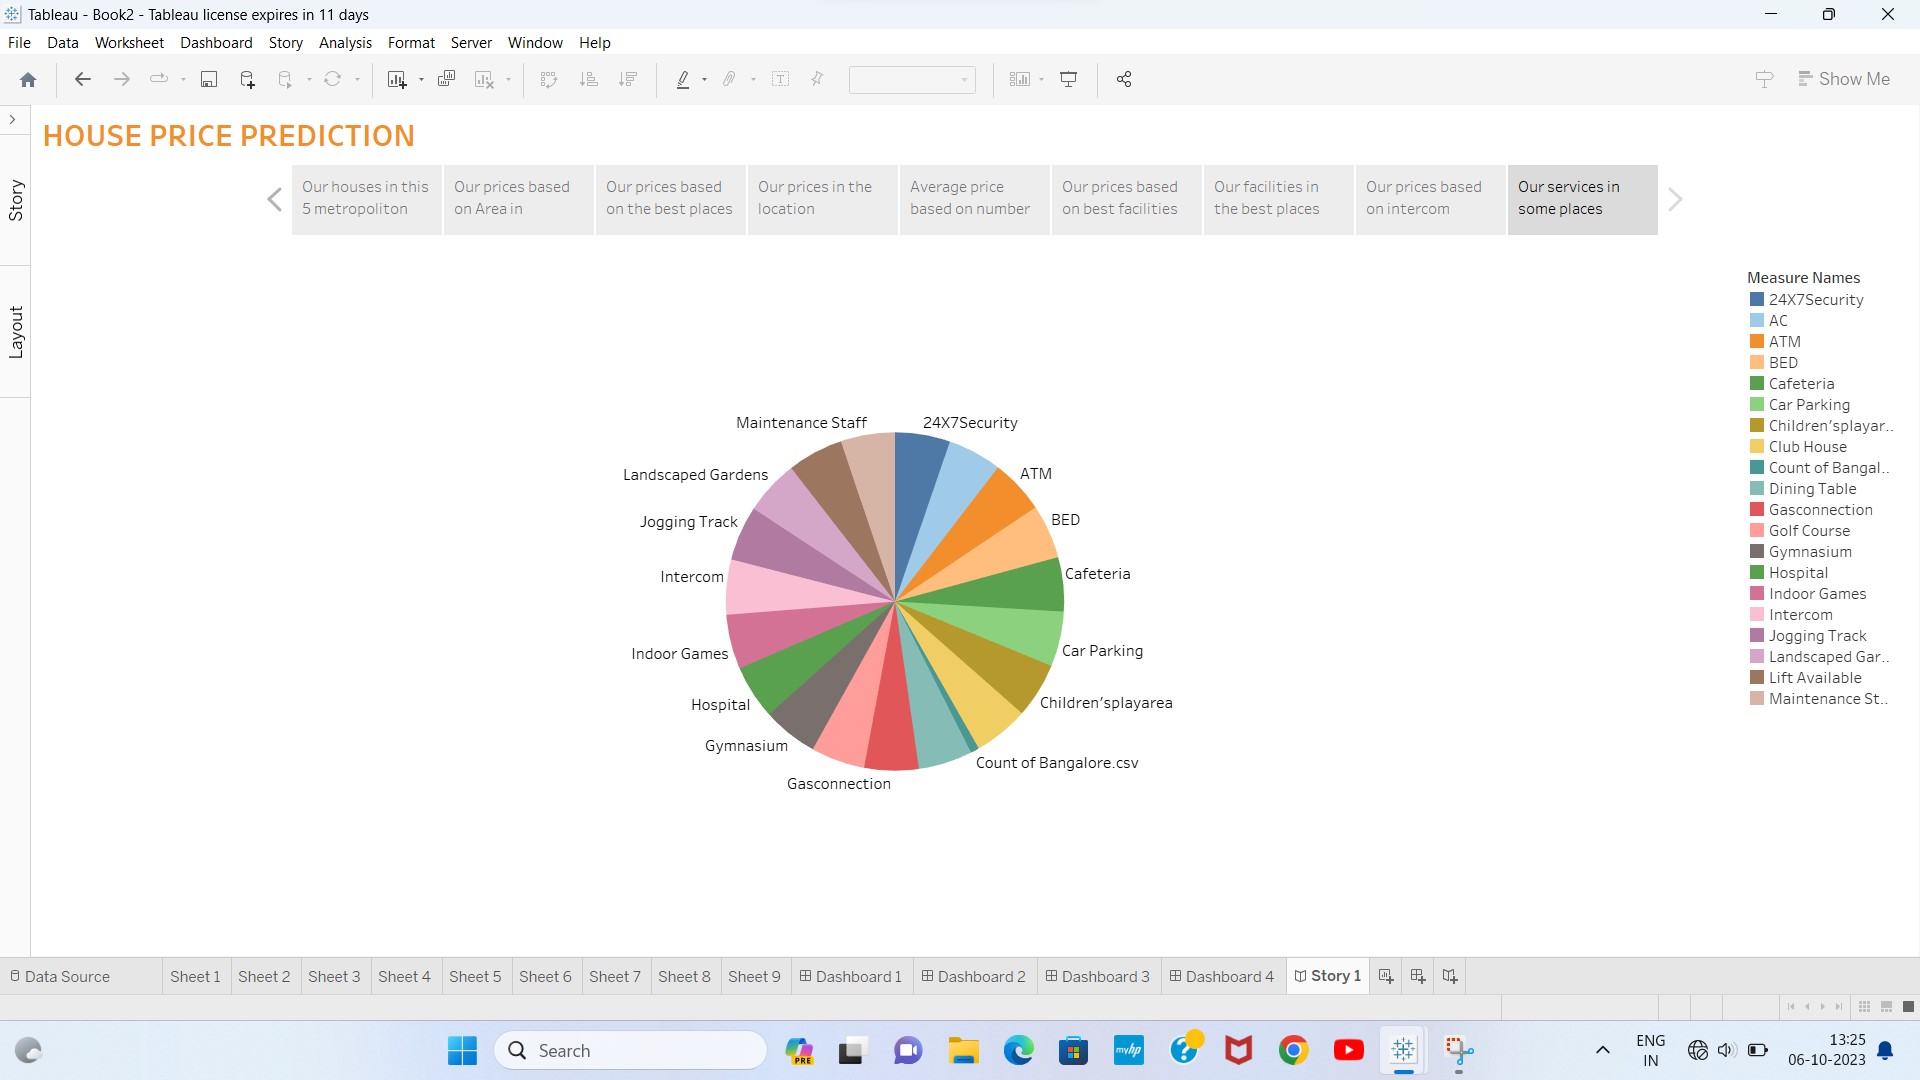 Tableau - Book2 - Tableau license expires in 11 days
File Data Worksheet Dashboard Story Analysis Format Server Window Help
Show Me
HOUSE PRICE PREDICTION
Story
Layout
Our houses in this
5 metropoliton
Our prices based
on Area in
Our prices based
on the best places
Our prices in the
location
Average price
based on number
Our prices based
on best facilities
Our facilities in
the best places
Our prices based
on intercom
Our services in
some places
Measure Names
24X7Security
AC
ATM
BED
Cafeteria
Car Parking
Children'splayar..
Club House
Count of Bangal..
Dining Table
Gasconnection
Golf Course
Gymnasium
Hospital
Indoor Games
Intercom
Jogging Track
Landscaped Gar..
Lift Available
Maintenance St..
Maintenance Staff
24X7Security
Landscaped Gardens
ATM
Jogging Track
BED
Intercom
Cafeteria
Indoor Games
Car Parking
Hospital
Children'splayarea
Gymnasium
Count of Bangalore.csv
Gasconnection
Data Source Sheet 1 Sheet 2 Sheet 3 Sheet 4 Sheet 5 Sheet 6 Sheet 7 Sheet 8 Sheet 9 Dashboard 1 Dashboard 2 Dashboard 3 Dashboard 4 Story 1
Search
PRE
myhp
ENG
IN
13:25
06-10-2023